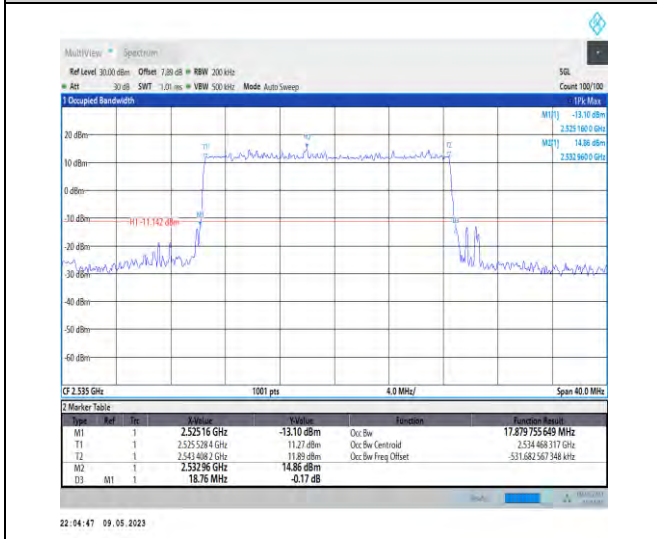 MultiView Spectrum
Ref Level 30.00 dBm Offset 7.89 dB RBW 200 kHz SGL
Att 30 dB SWT 1.01 ms VBW 500 kHz Mode Auto Sweep Count 100/100
1 Occupied Bandwidth 1Pk Max
M1[1] -13.10 dBm
2.525 160 0 GHz
M2[1] 14.86 dBm
2.532 960 0 GHz
20 dBm
T1 M2 T2
10 dBm
0 dBm
-10 dBm
H1 -11.142 dBm
M1 D3
-20 dBm
-30 dBm
-40 dBm
-50 dBm
-60 dBm
CF 2.535 GHz 1001 pts 4.0 MHz/ Span 40.0 MHz
2 Marker Table
Type Ref Trc X-Value Y-Value Function Function Result
M1 1 2.525 16 GHz -13.10 dBm Occ Bw 17.879 755 649 MHz
T1 1 2.525 528 4 GHz 11.27 dBm Occ Bw Centroid 2.534 468 317 GHz
T2 1 2.543 408 2 GHz 11.89 dBm Occ Bw Freq Offset -531.682 567 348 kHz
M2 1 2.532 96 GHz 14.86 dBm
D3 M1 1 18.76 MHz -0.17 dB
22:04:47 09.05.2023